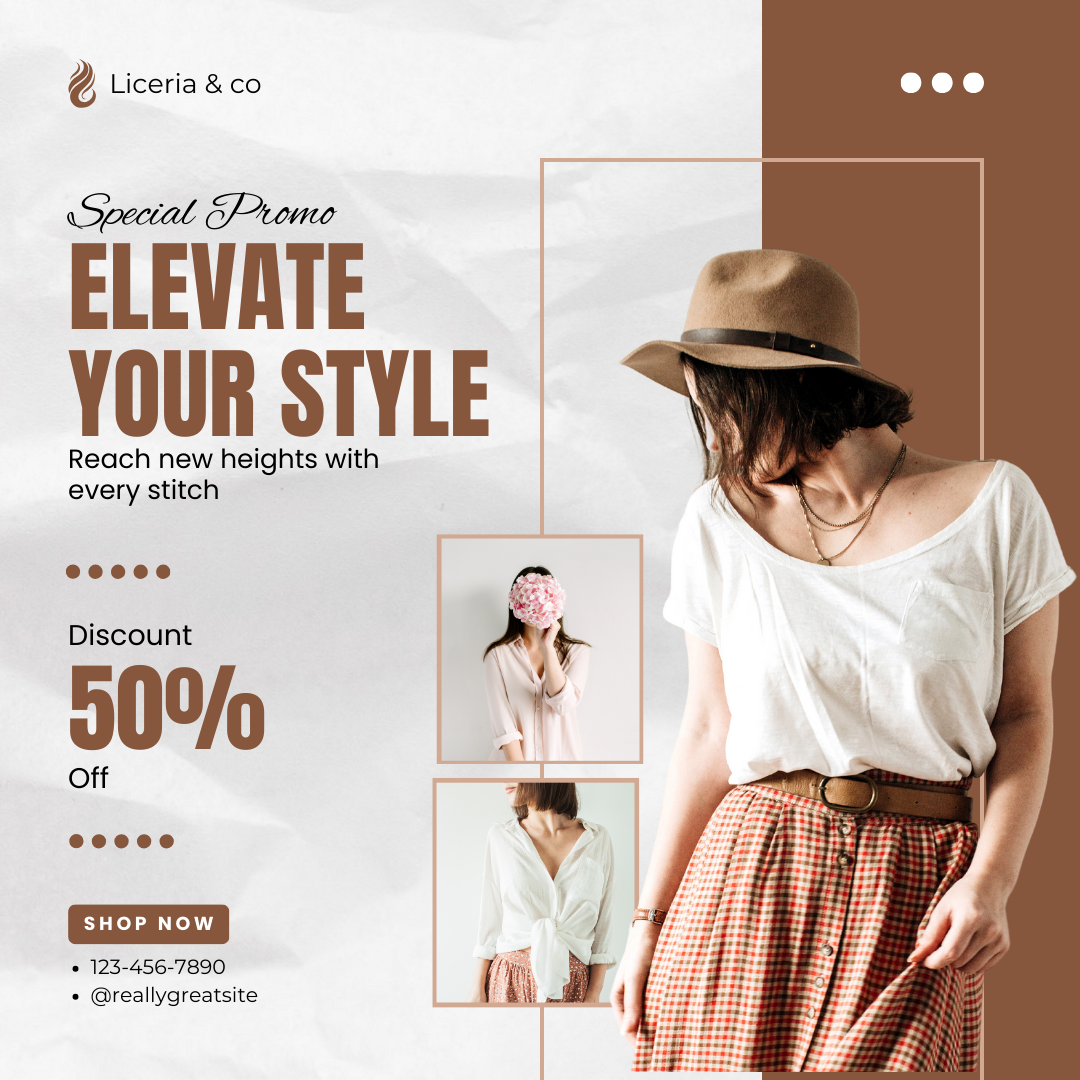 Liceria & co
Special Promo
ELEVATE
YOUR STYLE
Reach new heights with
every stitch
Discount
50%
Off
SHOP NOW
• 123-456-7890
• @reallygreatsite